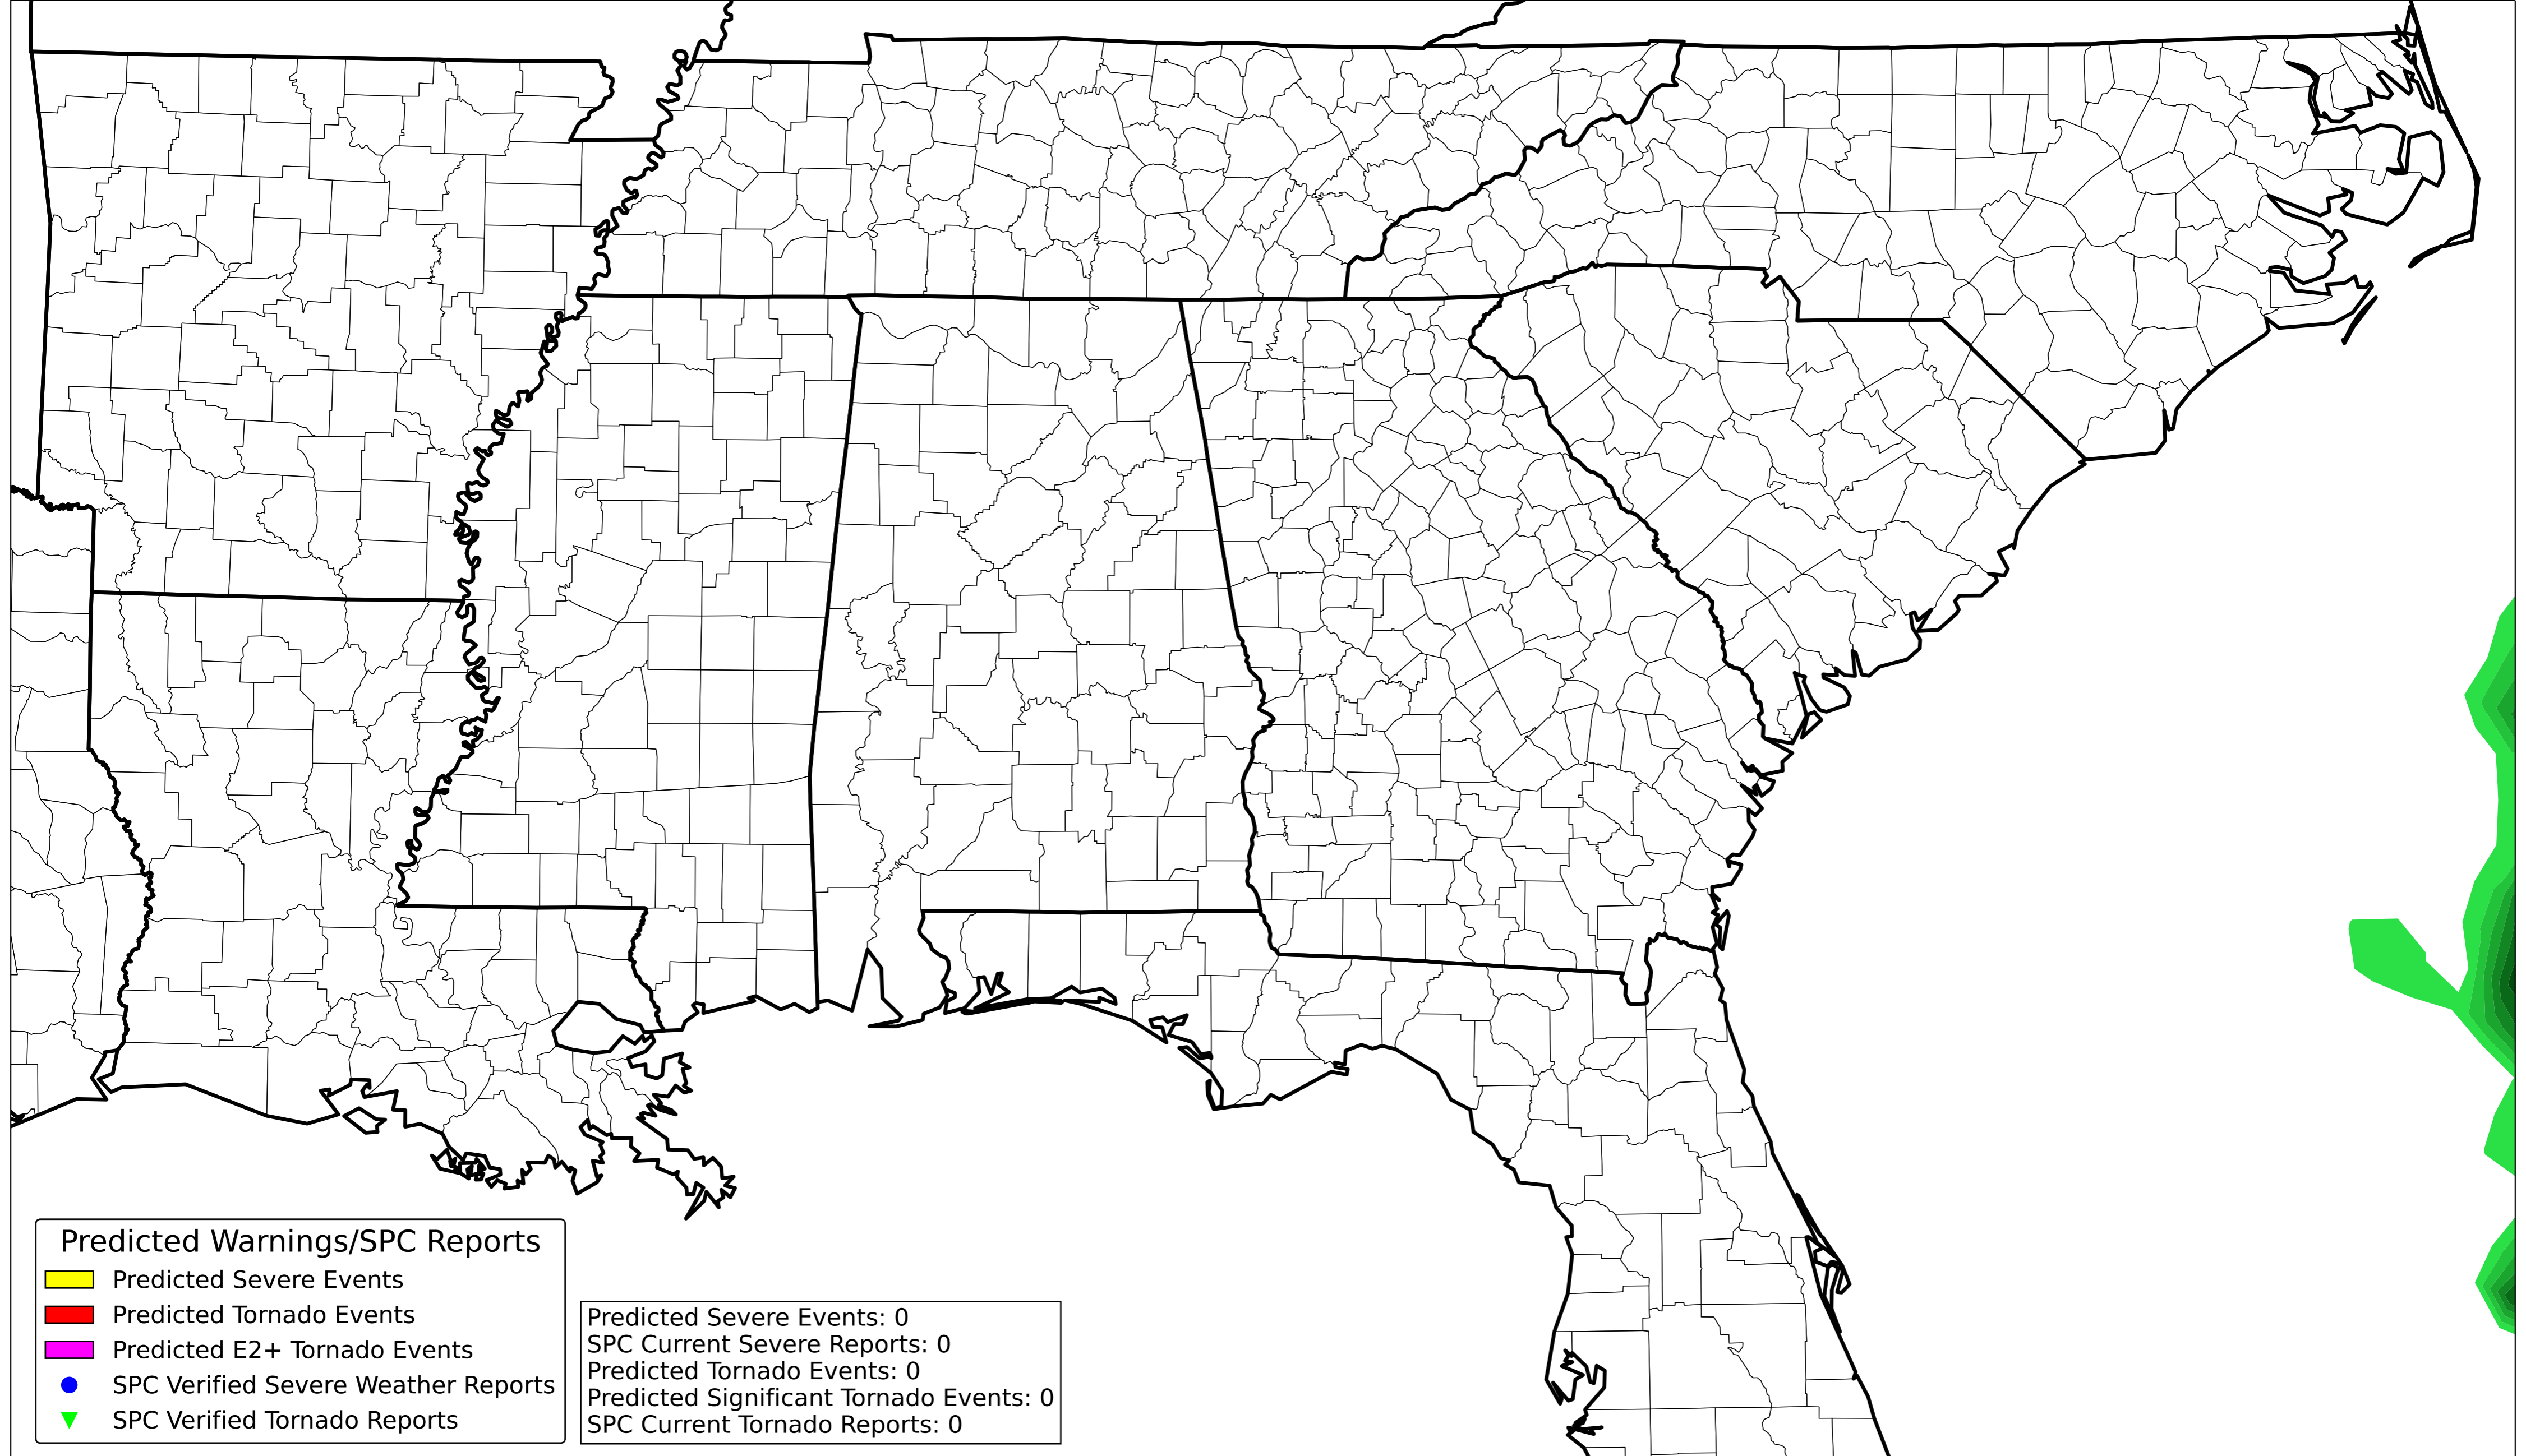 Predicted Warnings/SPC Reports
Predicted Severe Events
Predicted Tornado Events
Predicted E2+ Tornado Events
SPC Verified Severe Weather Reports
SPC Verified Tornado Reports
Predicted Severe Events: 0
SPC Current Severe Reports: 0
Predicted Tornado Events: 0
Predicted Significant Tornado Events: 0
SPC Current Tornado Reports: 0